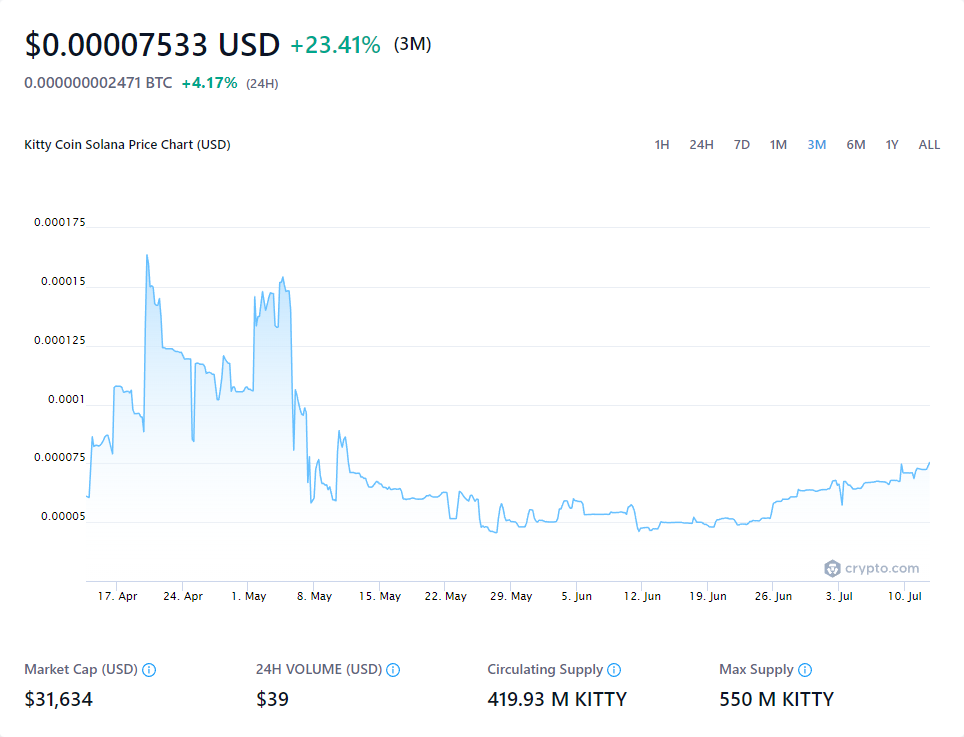 $0.00007533 USD +23.41% (3M)
0.000000002471 BTC +4.17% (24H)
Kitty Coin Solana Price Chart (USD) 1H 24H 7D 1M 3M 6M 1Y ALL
0.000175
0.00015
0.000125
0.0001
0.000075
0.00005
crypto.com
17. Apr 24. Apr 1. May 8. May 15. May 22. May 29. May 5. Jun 12. Jun 19. Jun 26. Jun 3. Jul 10. Jul
Market Cap (USD) 24H VOLUME (USD) Circulating Supply Max Supply
$31,634 $39 419.93 M KITTY 550 M KITTY